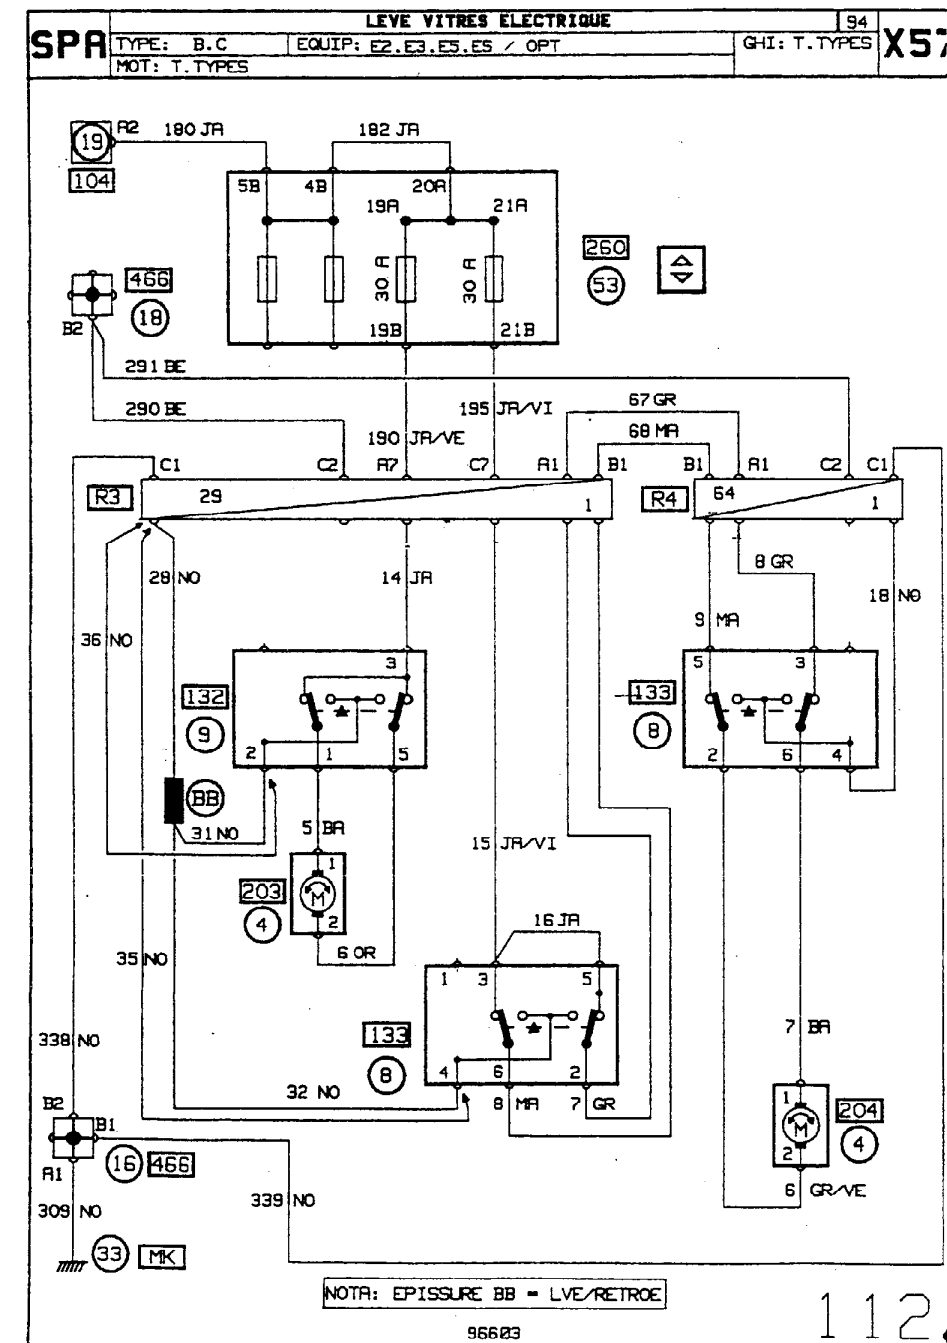 LEVE VITRES ELECTRIQUE 94
SPA TYPE: B.C EQUIP: E2.E3.E5.ES / OPT GHI: T.TYPES X57
MOT: T.TYPES
19 A2 180 JA 182 JA
104
5B 4B 20A
19A 21A
260
466 30 A 30 A 53
18
B2 19B 21B
291 BE
67 GR
290 BE 195 JA/VI
190 JA/VE 68 MA
C1 C2 A7 C7 A1 B1 B1 A1 C2 C1
R3 29 1 R4 64 1
8 GR
28 NO 14 JA 18 NO
36 NO 9 MA
3 5 3
132 133
9 8
2 1 5 2 6 4
BB
31 NO 5 BA
15 JA/VI
1
203 M
4 2
16 JA
35 NO 6 OR
1 3 5
7 BA
133
338 NO 8
4 6 2
32 NO
B2 8 MA 7 GR 1
204
B1 M
16 466 2 4
A1
339 NO 6 GR/VE
309 NO
33 MK
NOTA: EPISSURE BB = LVE/RETROE
96603
112.